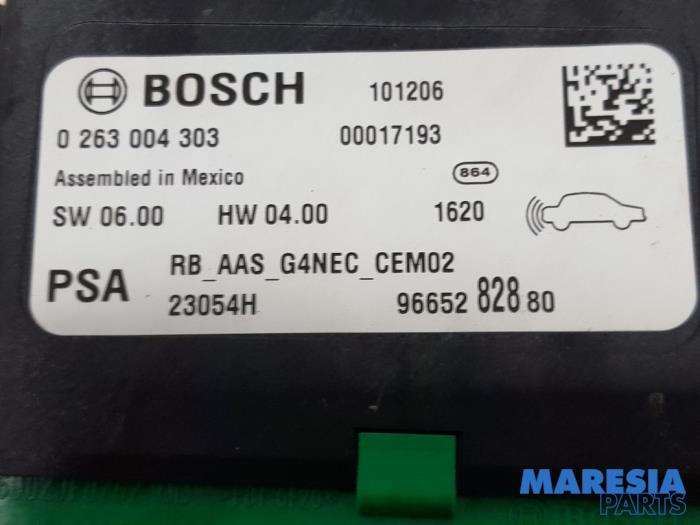 BOSCH 101206
0 263 004 303 00017193
Assembled in Mexico 864
SW 06.00 HW 04.00 1620
PSA RB_AAS_G4NEC_CEM02
23054H 96652 828 80
MARESIA
PARTS